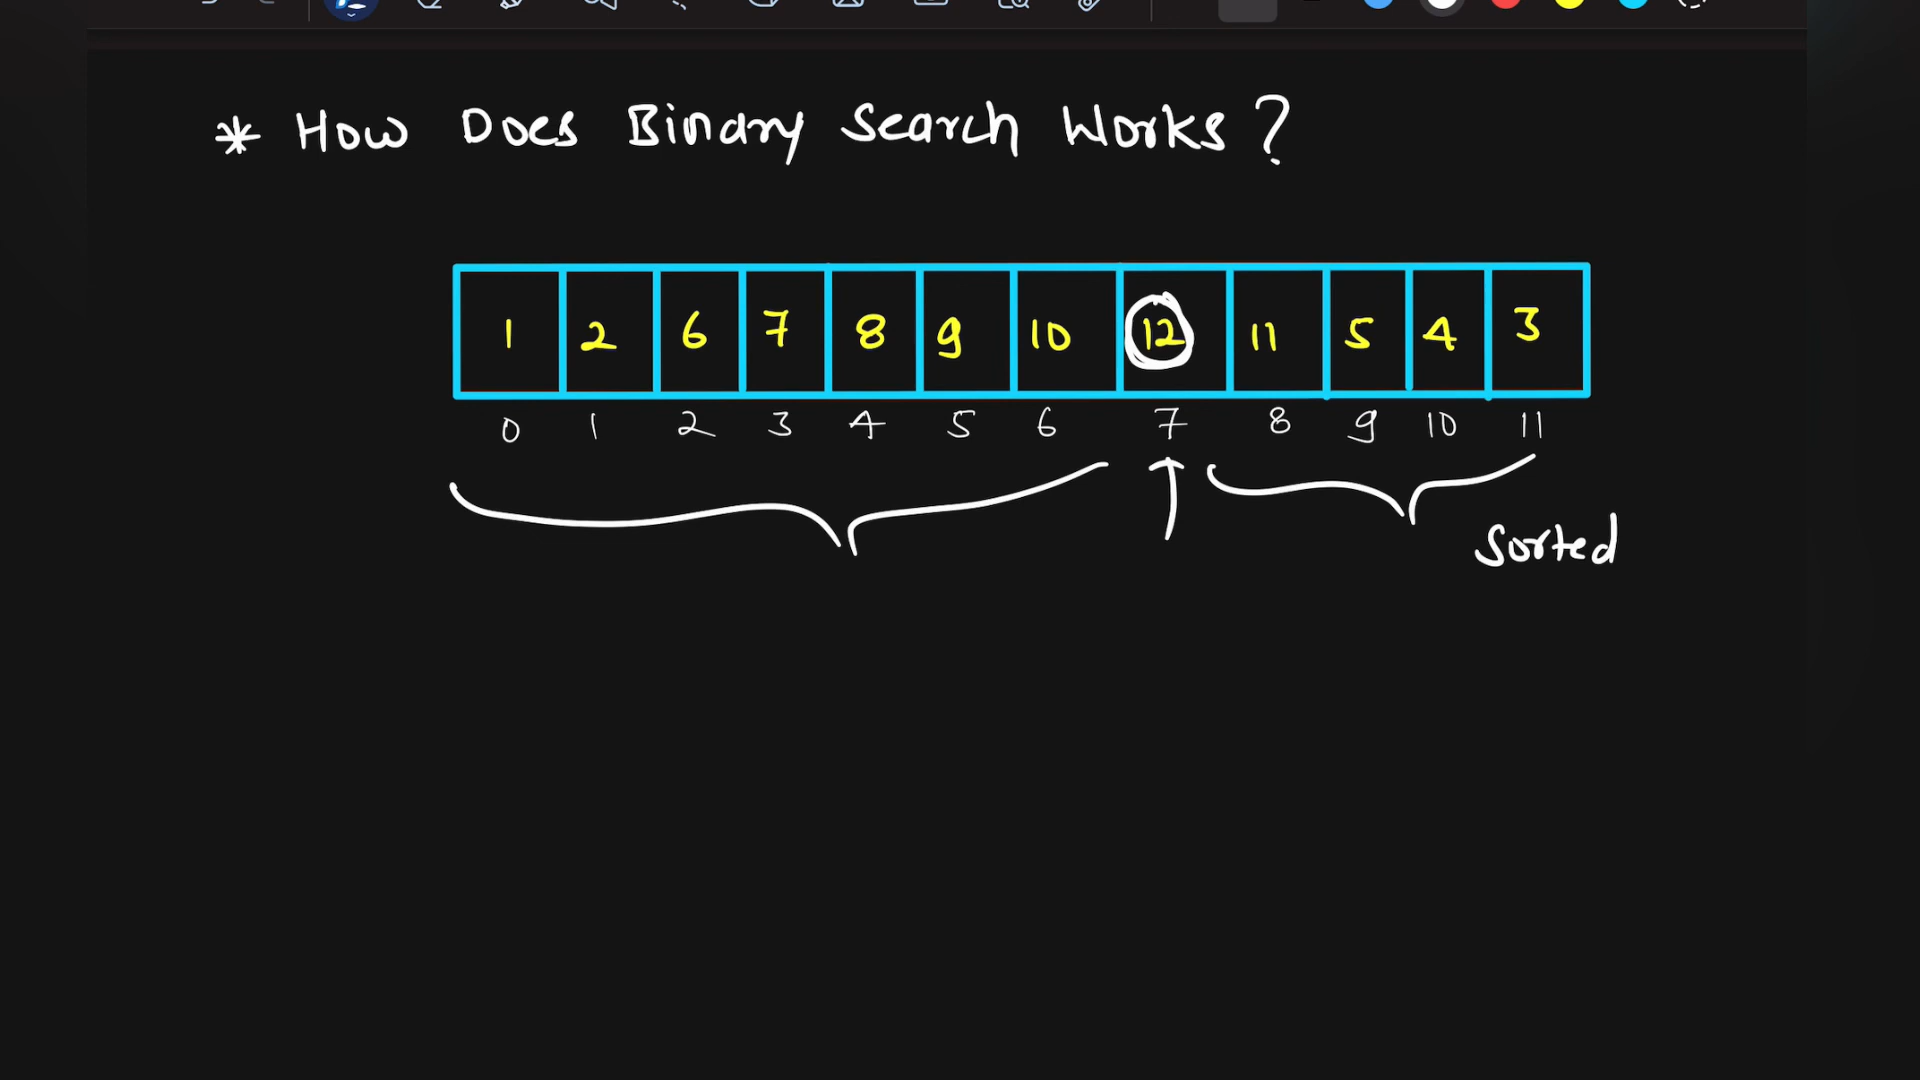 * How Does Binary Search Works?
1 2 6 7 8 9 10 12 11 5 4 3
0 1 2 3 4 5 6 7 8 9 10 11
Sorted